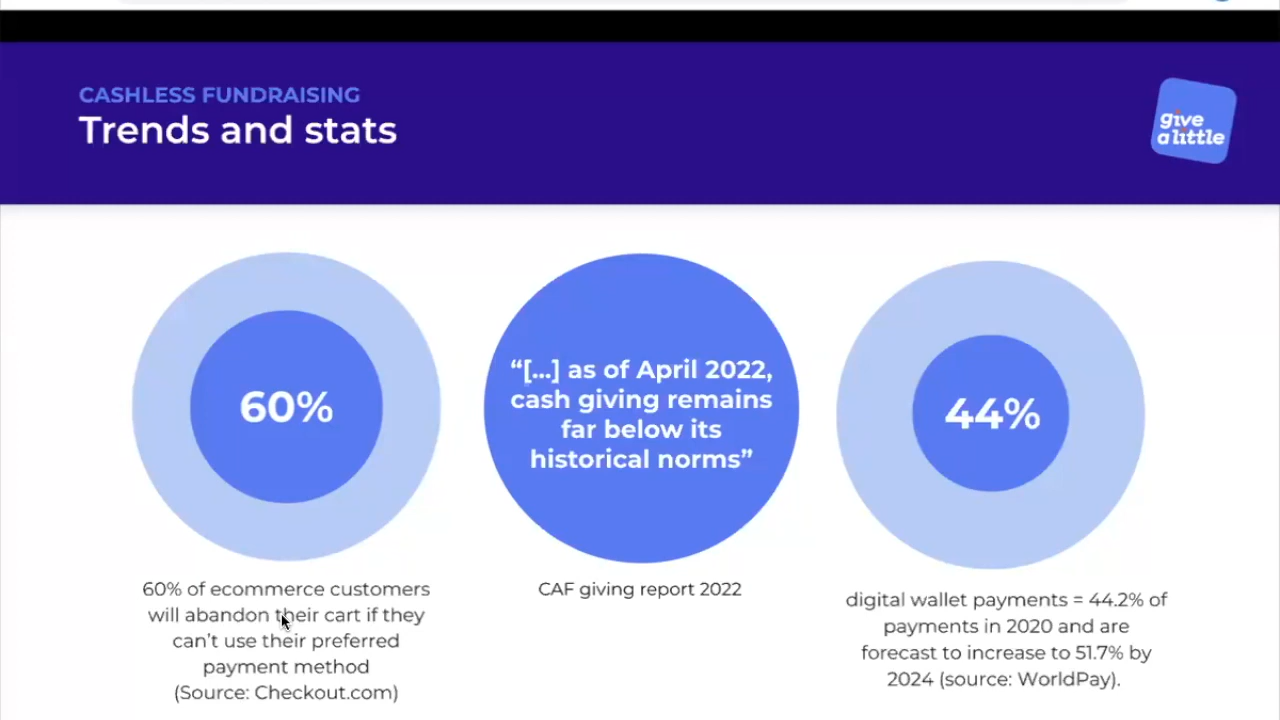 CASHLESS FUNDRAISING
Trends and stats
give
a little
60%
60% of ecommerce customers
will abandon their cart if they
can't use their preferred
payment method
(Source: Checkout.com)
“[...] as of April 2022,
cash giving remains
far below its
historical norms”
CAF giving report 2022
44%
digital wallet payments = 44.2% of
payments in 2020 and are
forecast to increase to 51.7% by
2024 (source: WorldPay).